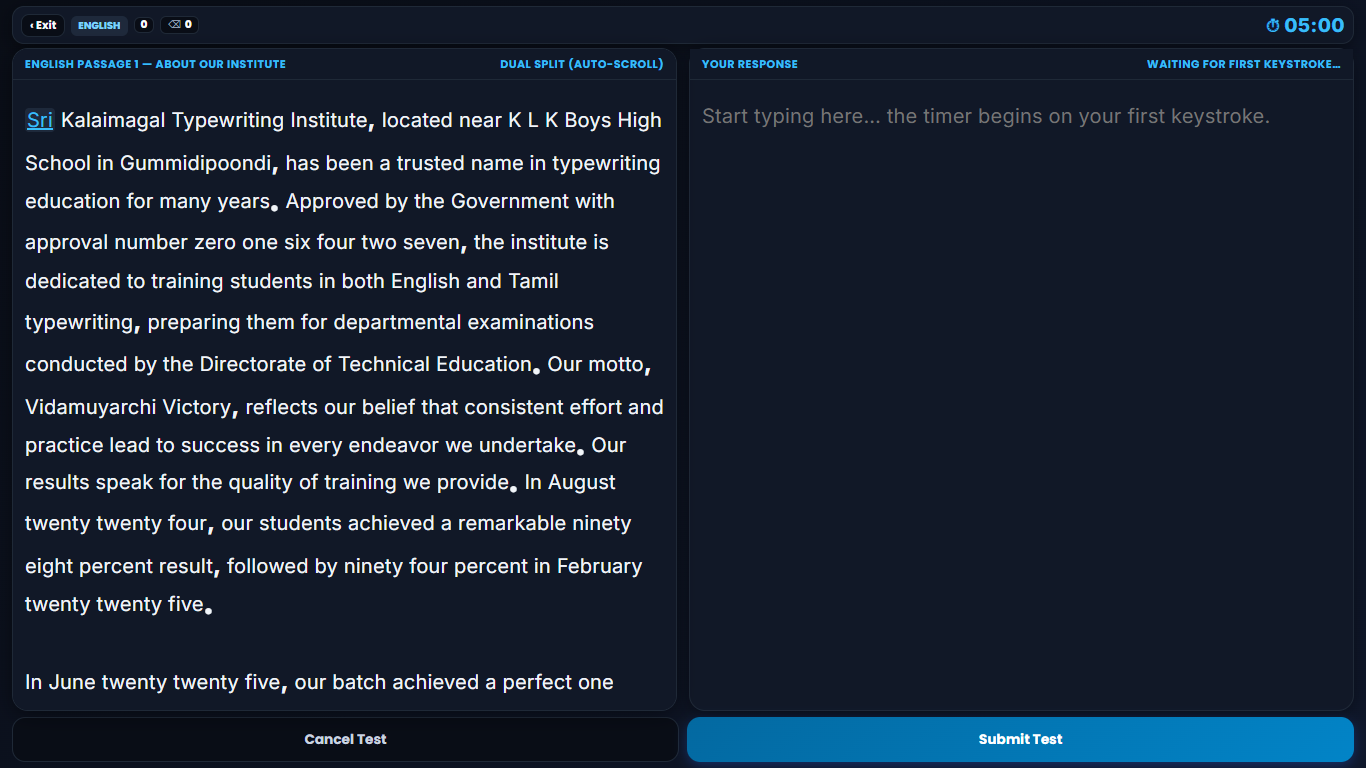 ‹ Exit ENGLISH 0 ⌫ 0 ⏱ 05:00
ENGLISH PASSAGE 1 — ABOUT OUR INSTITUTE DUAL SPLIT (AUTO-SCROLL)
Sri Kalaimagal Typewriting Institute, located near K L K Boys High
School in Gummidipoondi, has been a trusted name in typewriting
education for many years. Approved by the Government with
approval number zero one six four two seven, the institute is
dedicated to training students in both English and Tamil
typewriting, preparing them for departmental examinations
conducted by the Directorate of Technical Education. Our motto,
Vidamuyarchi Victory, reflects our belief that consistent effort and
practice lead to success in every endeavor we undertake. Our
results speak for the quality of training we provide. In August
twenty twenty four, our students achieved a remarkable ninety
eight percent result, followed by ninety four percent in February
twenty twenty five.
In June twenty twenty five, our batch achieved a perfect one
YOUR RESPONSE WAITING FOR FIRST KEYSTROKE…
Start typing here... the timer begins on your first keystroke.
Cancel Test Submit Test